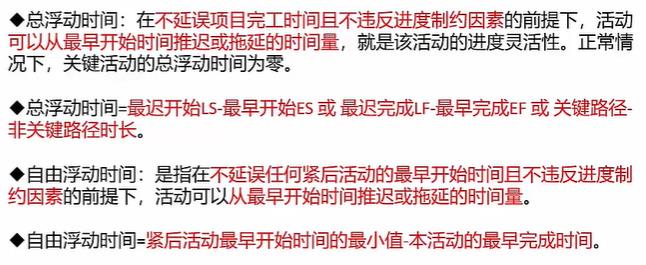 ◆总浮动时间：在不延误项目完工时间且不违反进度制约因素的前提下，活动
可以从最早开始时间推迟或拖延的时间量，就是该活动的进度灵活性。正常情
况下，关键活动的总浮动时间为零。
◆总浮动时间=最迟开始LS-最早开始ES 或 最迟完成LF-最早完成EF 或 关键路径-
非关键路径时长。
◆自由浮动时间：是指在不延误任何紧后活动的最早开始时间且不违反进度制
约因素的前提下，活动可以从最早开始时间推迟或拖延的时间量。
◆自由浮动时间=紧后活动最早开始时间的最小值-本活动的最早完成时间。